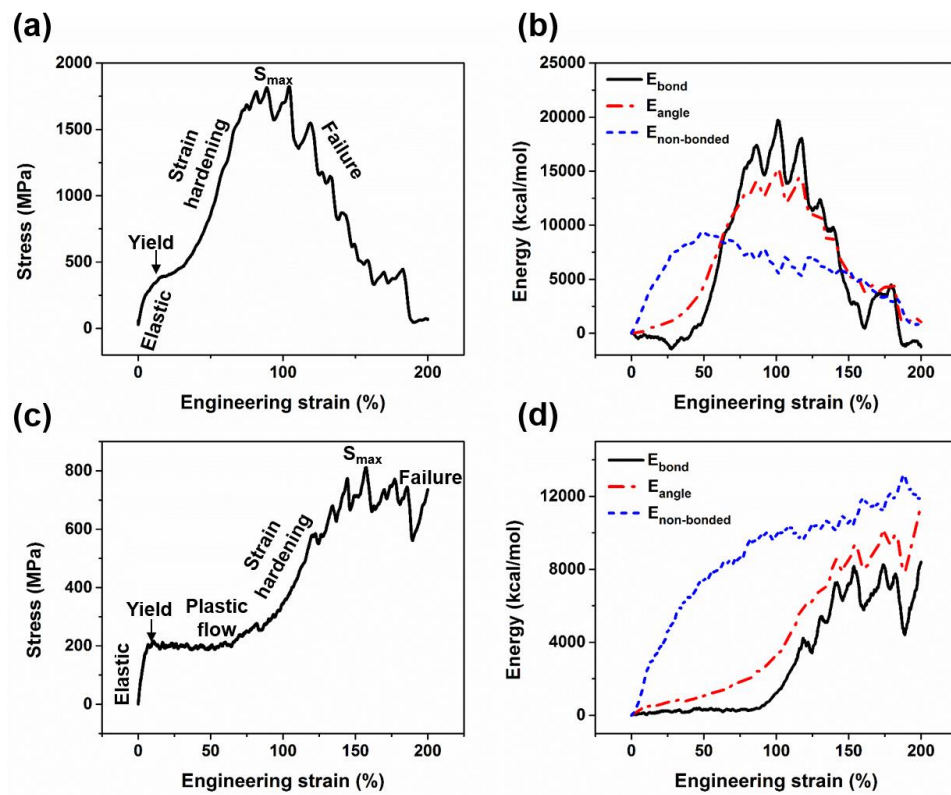 (a)
2000
1500
1000
500
0
Stress (MPa)
Elastic
Yield
Strain
hardening
Smax
Failure
0 50 100 150 200
Engineering strain (%)
(b)
25000
20000
15000
10000
5000
0
Energy (kcal/mol)
Ebond
Eangle
Enon-bonded
0 50 100 150 200
Engineering strain (%)
(c)
800
600
400
200
0
Stress (MPa)
Elastic
Yield
Plastic
flow
Strain
hardening
Smax
Failure
0 50 100 150 200
Engineering strain (%)
(d)
12000
8000
4000
0
Energy (kcal/mol)
Ebond
Eangle
Enon-bonded
0 50 100 150 200
Engineering strain (%)